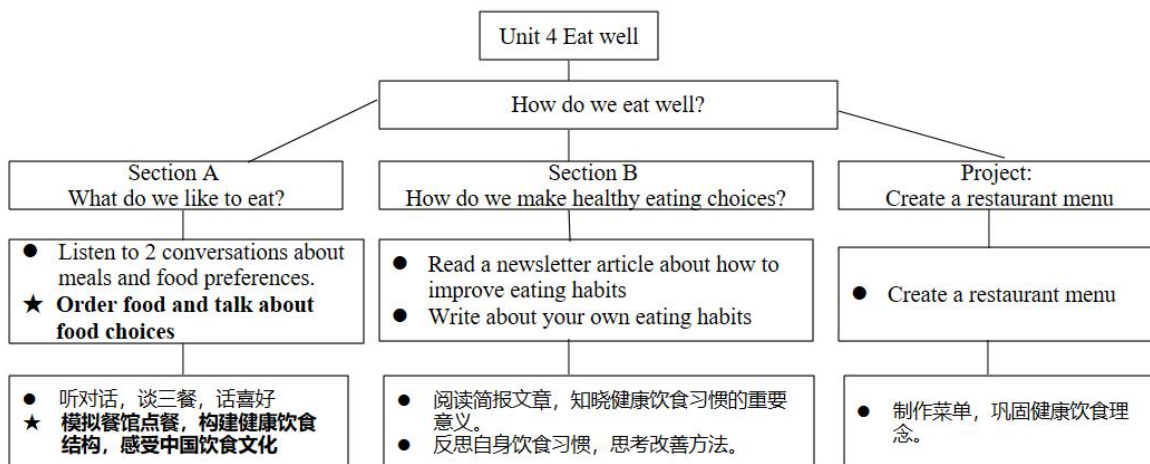 Unit 4 Eat well
How do we eat well?
Section A
What do we like to eat?
Section B
How do we make healthy eating choices?
Project:
Create a restaurant menu
● Listen to 2 conversations about
meals and food preferences.
★ Order food and talk about
food choices
● Read a newsletter article about how to
improve eating habits
● Write about your own eating habits
● Create a restaurant menu
● 听对话，谈三餐，话喜好
★ 模拟餐馆点餐，构建健康饮食
结构，感受中国饮食文化
● 阅读简报文章，知晓健康饮食习惯的重要
意义。
● 反思自身饮食习惯，思考改善方法。
● 制作菜单，巩固健康饮食理
念。